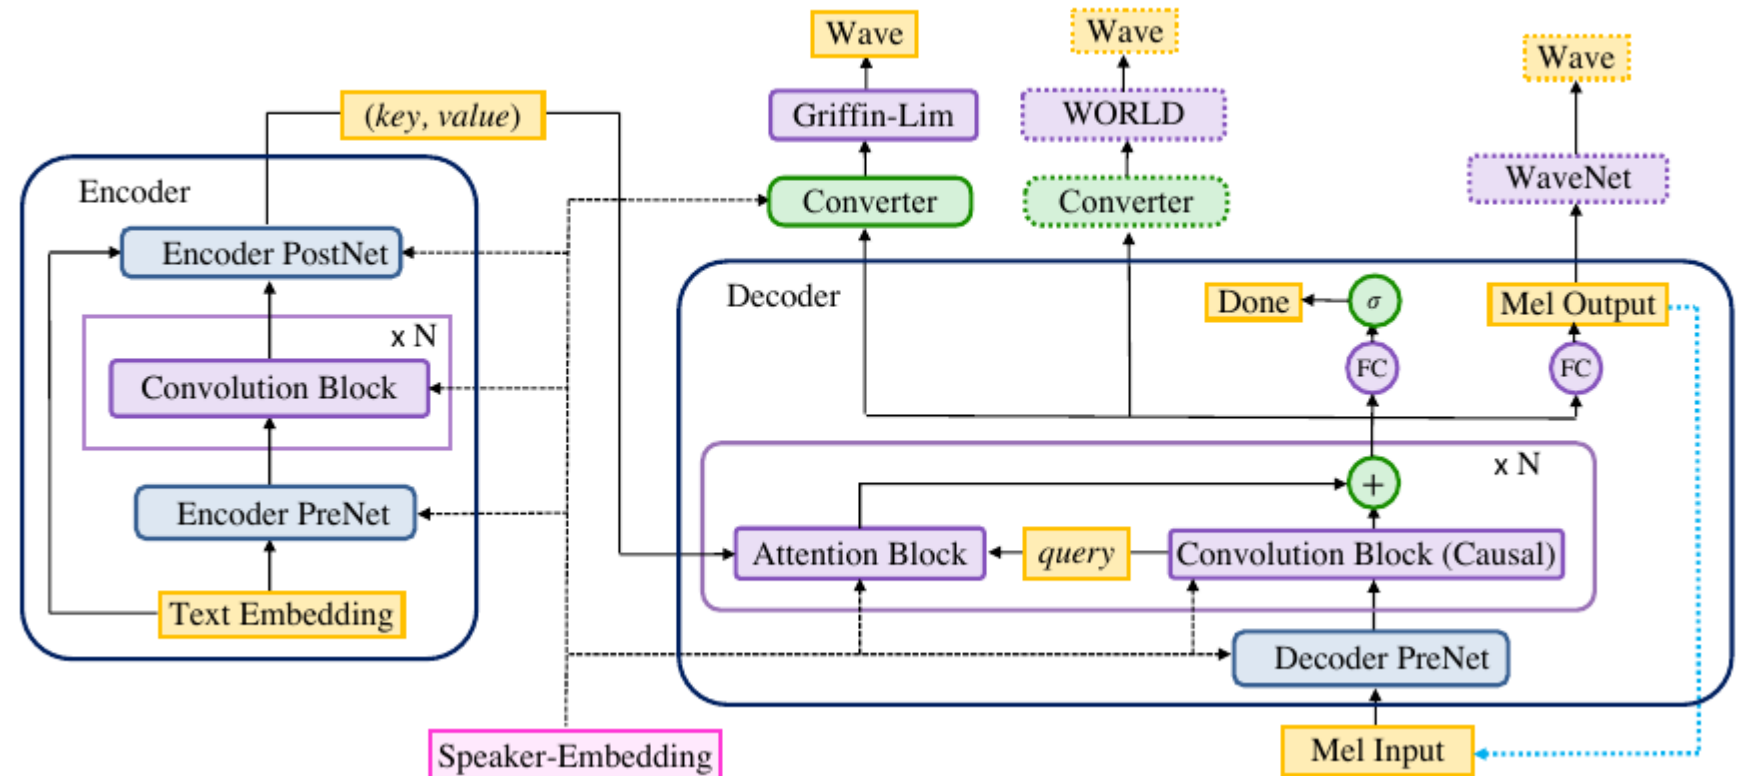 Wave
Wave
Wave
(key, value)
Griffin-Lim
WORLD
WaveNet
Encoder
Converter
Converter
Encoder PostNet
Decoder
Done
σ
Mel Output
x N
Convolution Block
FC
FC
x N
+
Encoder PreNet
Attention Block
query
Convolution Block (Causal)
Text Embedding
Decoder PreNet
Speaker-Embedding
Mel Input